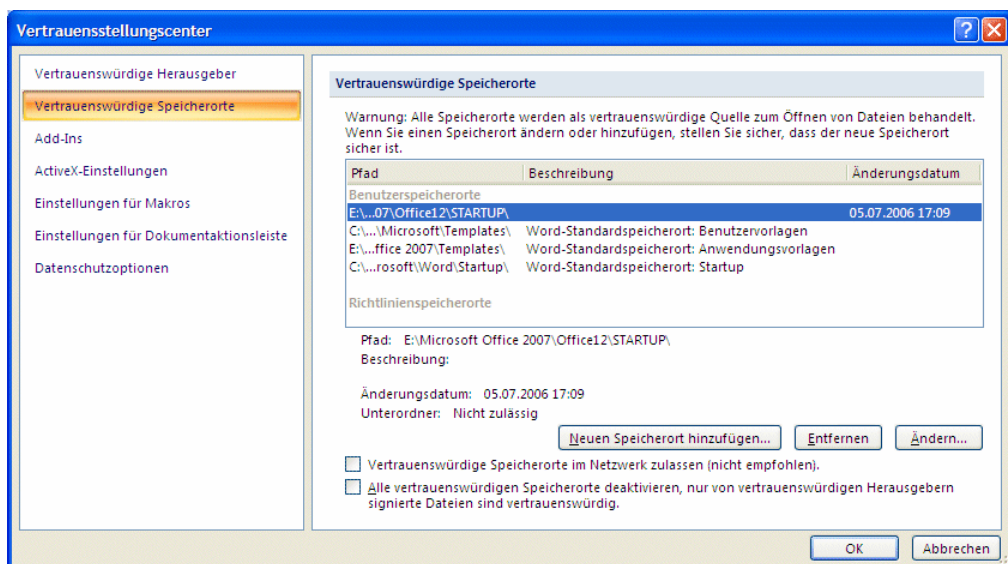 Vertrauensstellungscenter
Vertrauenswürdige Herausgeber
Vertrauenswürdige Speicherorte
Add-Ins
ActiveX-Einstellungen
Einstellungen für Makros
Einstellungen für Dokumentaktionsleiste
Datenschutzoptionen
Vertrauenswürdige Speicherorte
Warnung: Alle Speicherorte werden als vertrauenswürdige Quelle zum Öffnen von Dateien behandelt.
Wenn Sie einen Speicherort ändern oder hinzufügen, stellen Sie sicher, dass der neue Speicherort
sicher ist.
Pfad Beschreibung Änderungsdatum
Benutzerspeicherorte
E:\...07\Office12\STARTUP\ 05.07.2006 17:09
C:\...\Microsoft\Templates\ Word-Standardspeicherort: Benutzervorlagen
E:\...ffice 2007\Templates\ Word-Standardspeicherort: Anwendungsvorlagen
C:\...rosoft\Word\Startup\ Word-Standardspeicherort: Startup
Richtlinienspeicherorte
Pfad: E:\Microsoft Office 2007\Office12\STARTUP\
Beschreibung:
Änderungsdatum: 05.07.2006 17:09
Unterordner: Nicht zulässig
Neuen Speicherort hinzufügen... Entfernen Ändern...
Vertrauenswürdige Speicherorte im Netzwerk zulassen (nicht empfohlen).
Alle vertrauenswürdigen Speicherorte deaktivieren, nur von vertrauenswürdigen Herausgebern
signierte Dateien sind vertrauenswürdig.
OK Abbrechen